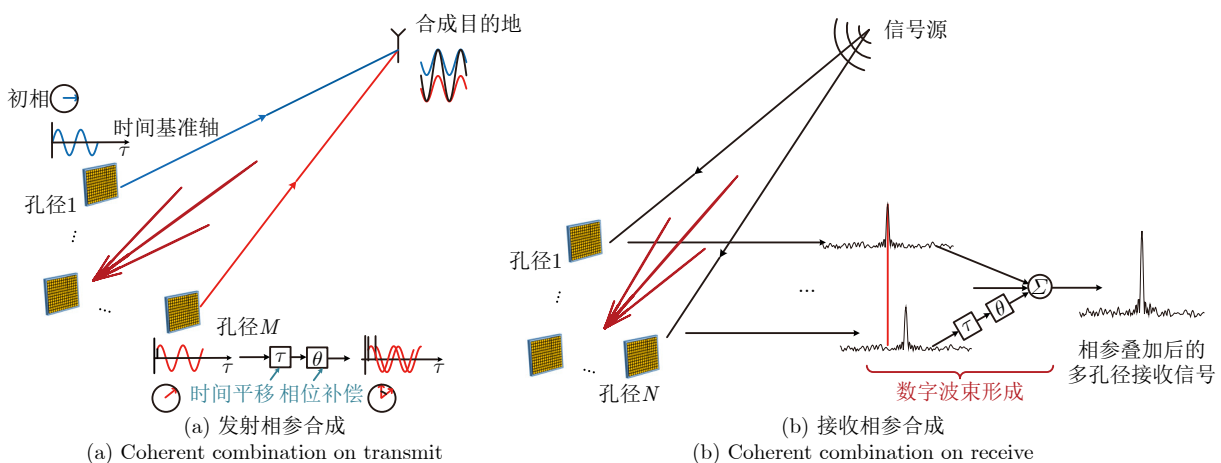 合成目的地
初相
时间基准轴
τ
孔径1
...
...
孔径M
τ
τ
θ
τ
时间平移 相位补偿
(a) 发射相参合成
(a) Coherent combination on transmit
信号源
孔径1
...
...
...
孔径N
τ
θ
Σ
数字波束形成
相参叠加后的
多孔径接收信号
(b) 接收相参合成
(b) Coherent combination on receive